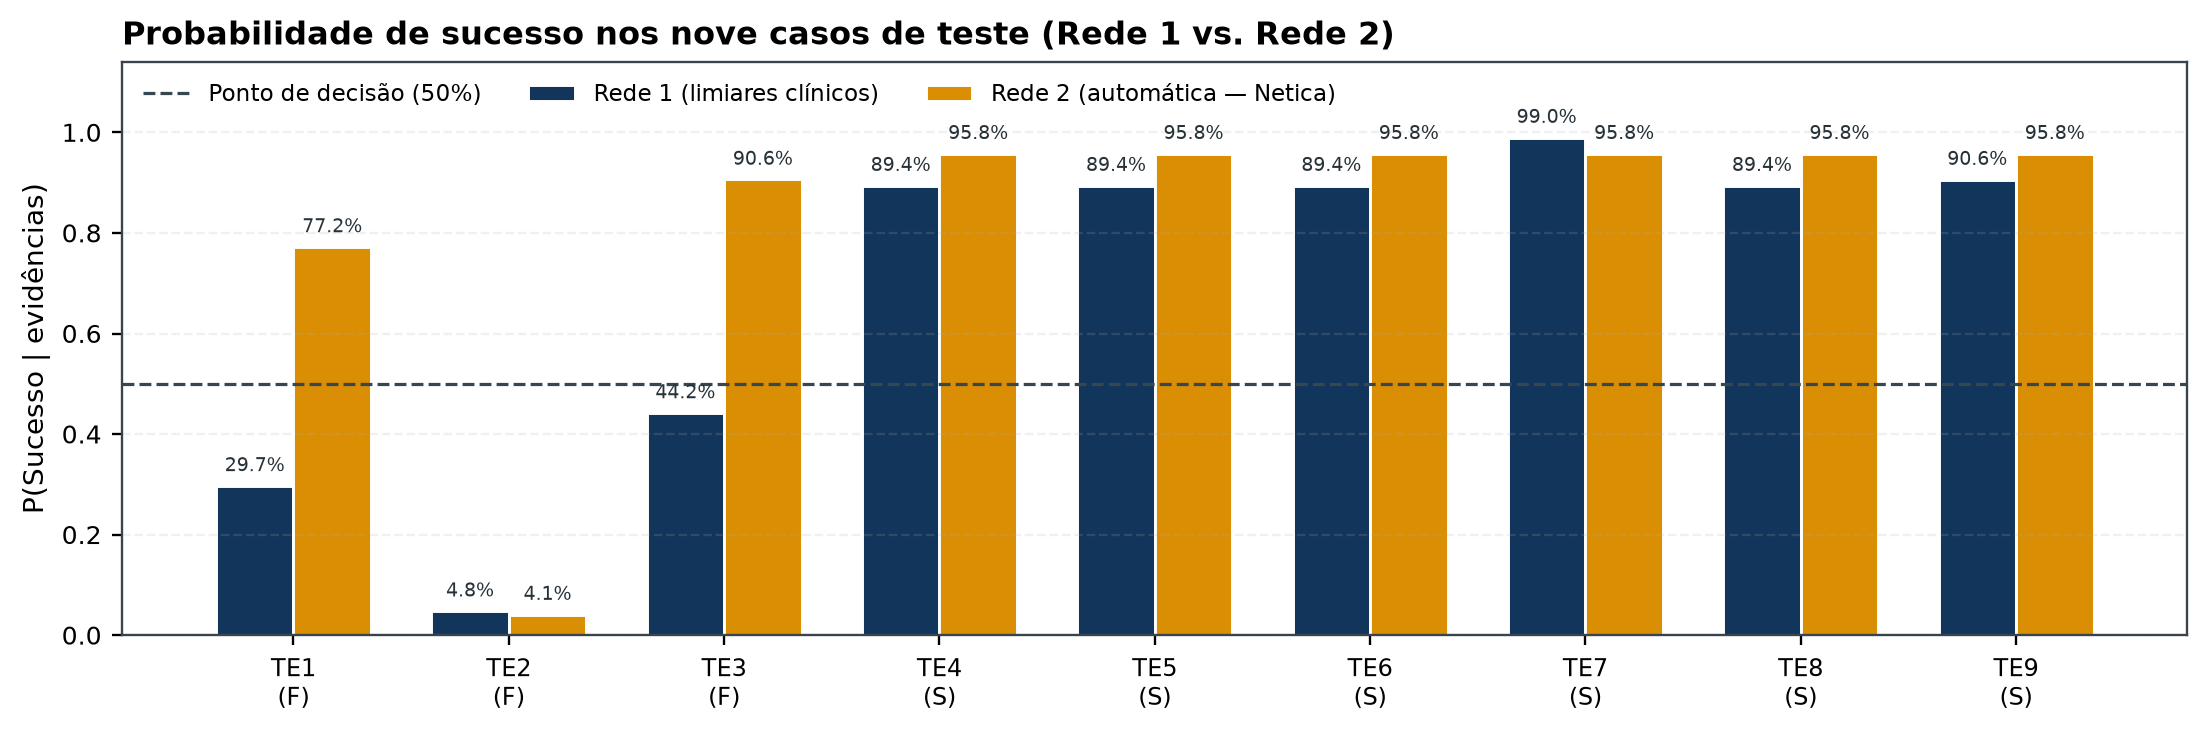 Probabilidade de sucesso nos nove casos de teste (Rede 1 vs. Rede 2)
Ponto de decisão (50%)
Rede 1 (limiares clínicos)
Rede 2 (automática — Netica)
P(Sucesso | evidências)
1.0
0.8
0.6
0.4
0.2
0.0
29.7%
77.2%
4.8%
4.1%
44.2%
90.6%
89.4%
95.8%
89.4%
95.8%
89.4%
95.8%
99.0%
95.8%
89.4%
95.8%
90.6%
95.8%
TE1
(F)
TE2
(F)
TE3
(F)
TE4
(S)
TE5
(S)
TE6
(S)
TE7
(S)
TE8
(S)
TE9
(S)